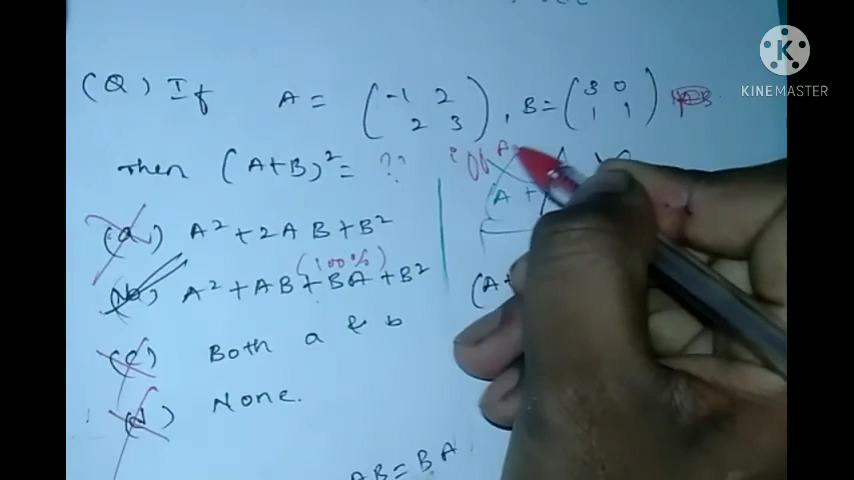 KINEMASTER
(Q) If A = (-1 2 2 3), B = (3 0 1 1)
Then (A+B)² = ??
(a) A² + 2AB + B²
(100%)
(b) A² + AB + BA + B²
(c) Both a & b
(d) None.
AB = BA
iff A
A +
(A+